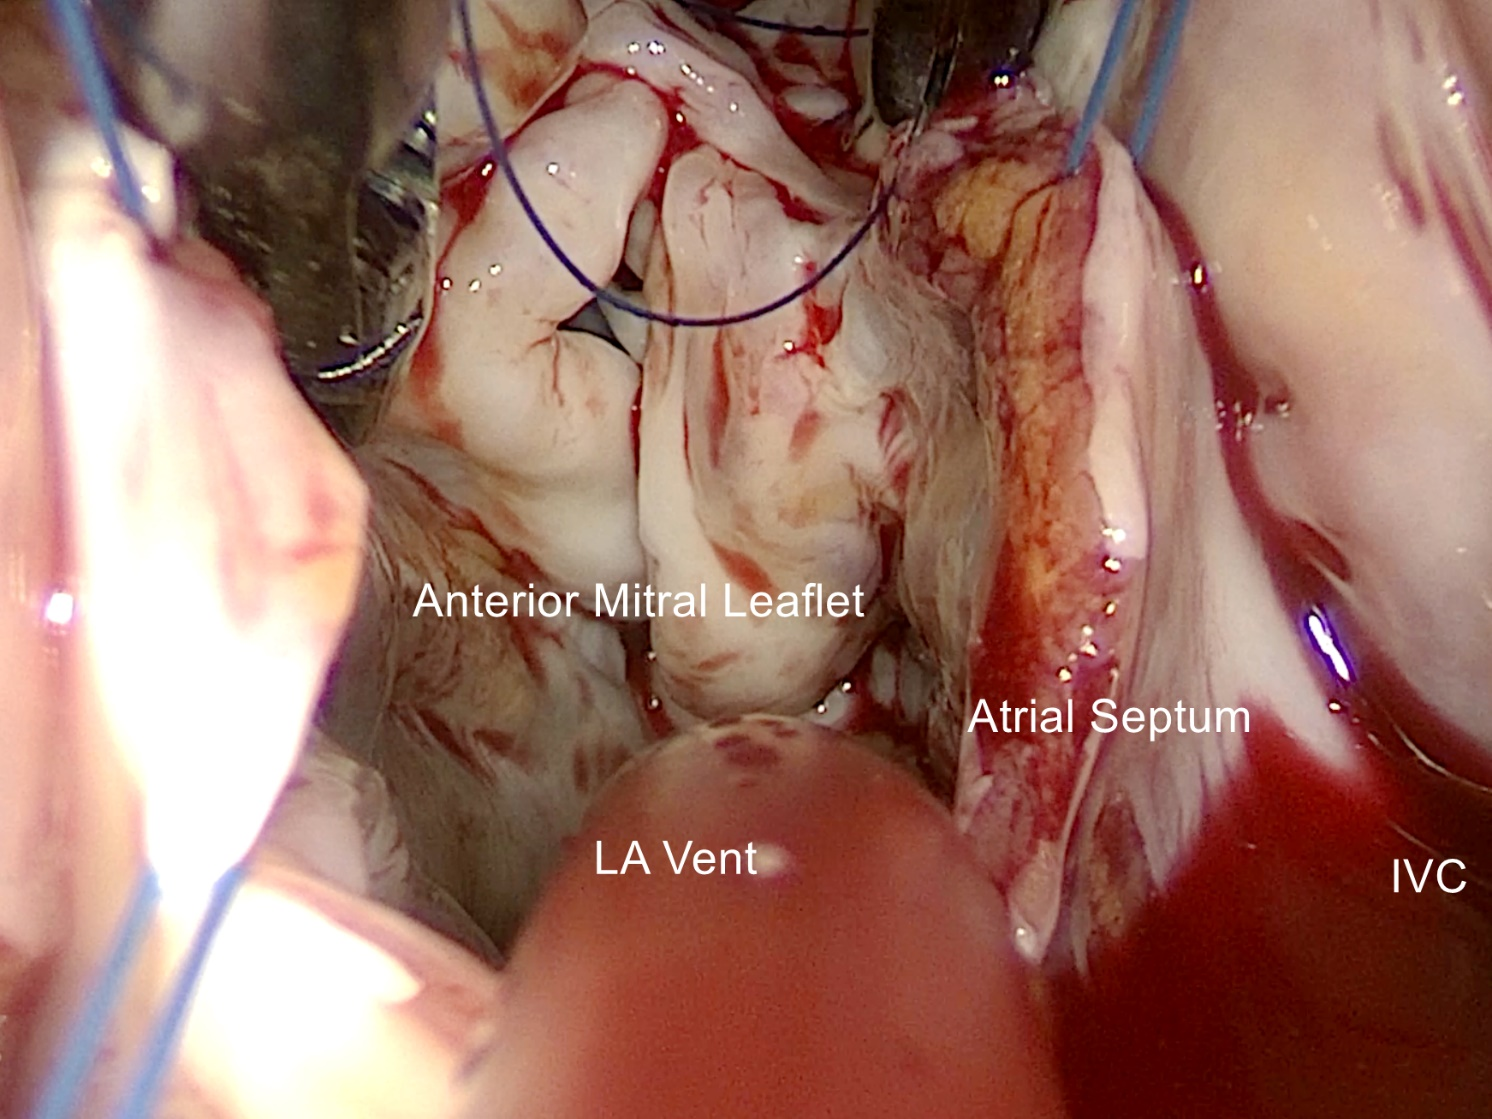 Anterior Mitral Leaflet
Atrial Septum
LA Vent
IVC